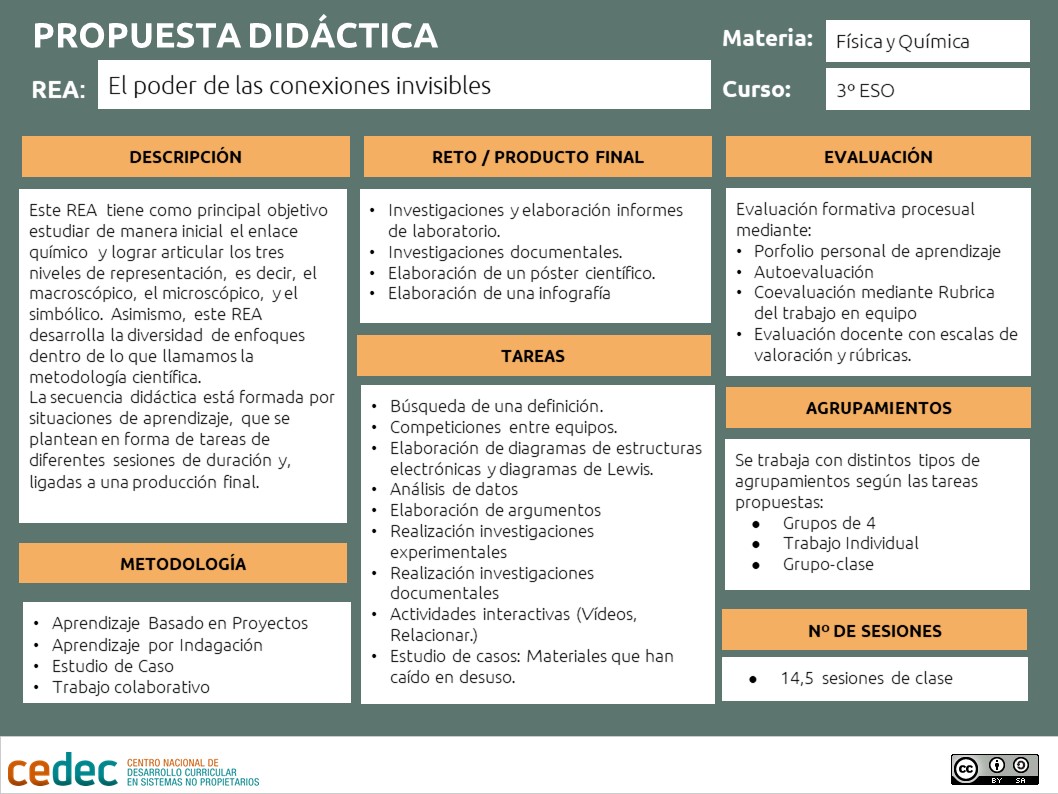 PROPUESTA DIDÁCTICA
Materia:
Física y Química
REA:
El poder de las conexiones invisibles
Curso:
3º ESO
DESCRIPCIÓN
Este REA tiene como principal objetivo
estudiar de manera inicial el enlace
químico y lograr articular los tres
niveles de representación, es decir, el
macroscópico, el microscópico, y el
simbólico. Asimismo, este REA
desarrolla la diversidad de enfoques
dentro de lo que llamamos la
metodología científica.
La secuencia didáctica está formada por
situaciones de aprendizaje, que se
plantean en forma de tareas de
diferentes sesiones de duración y,
ligadas a una producción final.
METODOLOGÍA
• Aprendizaje Basado en Proyectos
• Aprendizaje por Indagación
• Estudio de Caso
• Trabajo colaborativo
RETO / PRODUCTO FINAL
• Investigaciones y elaboración informes
de laboratorio.
• Investigaciones documentales.
• Elaboración de un póster científico.
• Elaboración de una infografía
TAREAS
• Búsqueda de una definición.
• Competiciones entre equipos.
• Elaboración de diagramas de estructuras
electrónicas y diagramas de Lewis.
• Análisis de datos
• Elaboración de argumentos
• Realización investigaciones
experimentales
• Realización investigaciones
documentales
• Actividades interactivas (Vídeos,
Relacionar.)
• Estudio de casos: Materiales que han
caído en desuso.
EVALUACIÓN
Evaluación formativa procesual
mediante:
• Porfolio personal de aprendizaje
• Autoevaluación
• Coevaluación mediante Rubrica
del trabajo en equipo
• Evaluación docente con escalas de
valoración y rúbricas.
AGRUPAMIENTOS
Se trabaja con distintos tipos de
agrupamientos según las tareas
propuestas:
● Grupos de 4
● Trabajo Individual
● Grupo-clase
Nº DE SESIONES
● 14,5 sesiones de clase
cedec
CENTRO NACIONAL DE
DESARROLLO CURRICULAR
EN SISTEMAS NO PROPIETARIOS
cc
BY SA